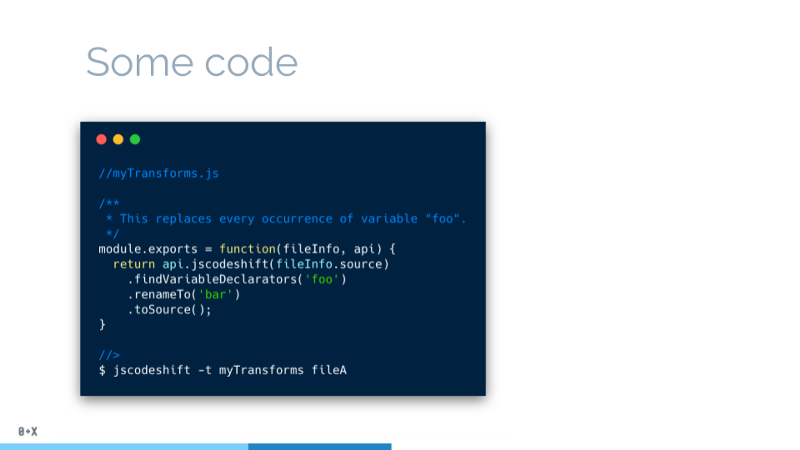 Some code
//myTransforms.js
/**
 * This replaces every occurrence of variable "foo".
 */
module.exports = function(fileInfo, api) {
  return api.jscodeshift(fileInfo.source)
    .findVariableDeclarators('foo')
    .renameTo('bar')
    .toSource();
}
//>
$ jscodeshift -t myTransforms fileA
0+X